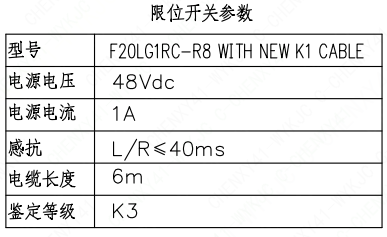 限位开关参数
型号 F20LG1RC-R8 WITH NEW K1 CABLE
电源电压 48Vdc
电源电流 1A
感抗 L/R≤40ms
电缆长度 6m
鉴定等级 K3